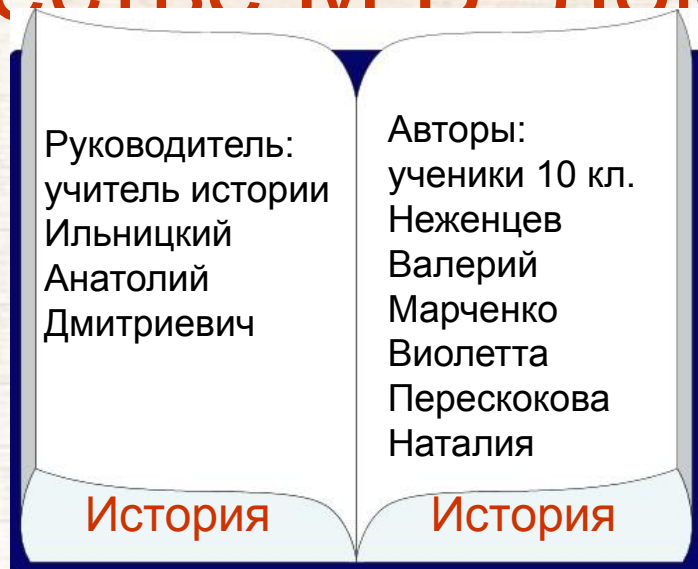 Руководитель:
учитель истории
Ильницкий
Анатолий
Дмитриевич
Авторы:
ученики 10 кл.
Неженцев
Валерий
Марченко
Виолетта
Перескокова
Наталия
История
История